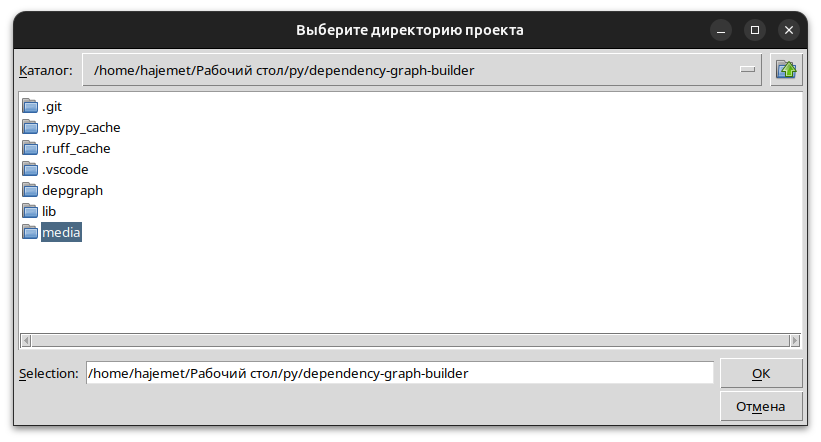 Выберите директорию проекта
Каталог: /home/hajemet/Рабочий стол/py/dependency-graph-builder
.git
.mypy_cache
.ruff_cache
.vscode
depgraph
lib
media
Selection: /home/hajemet/Рабочий стол/py/dependency-graph-builder
OK
Отмена